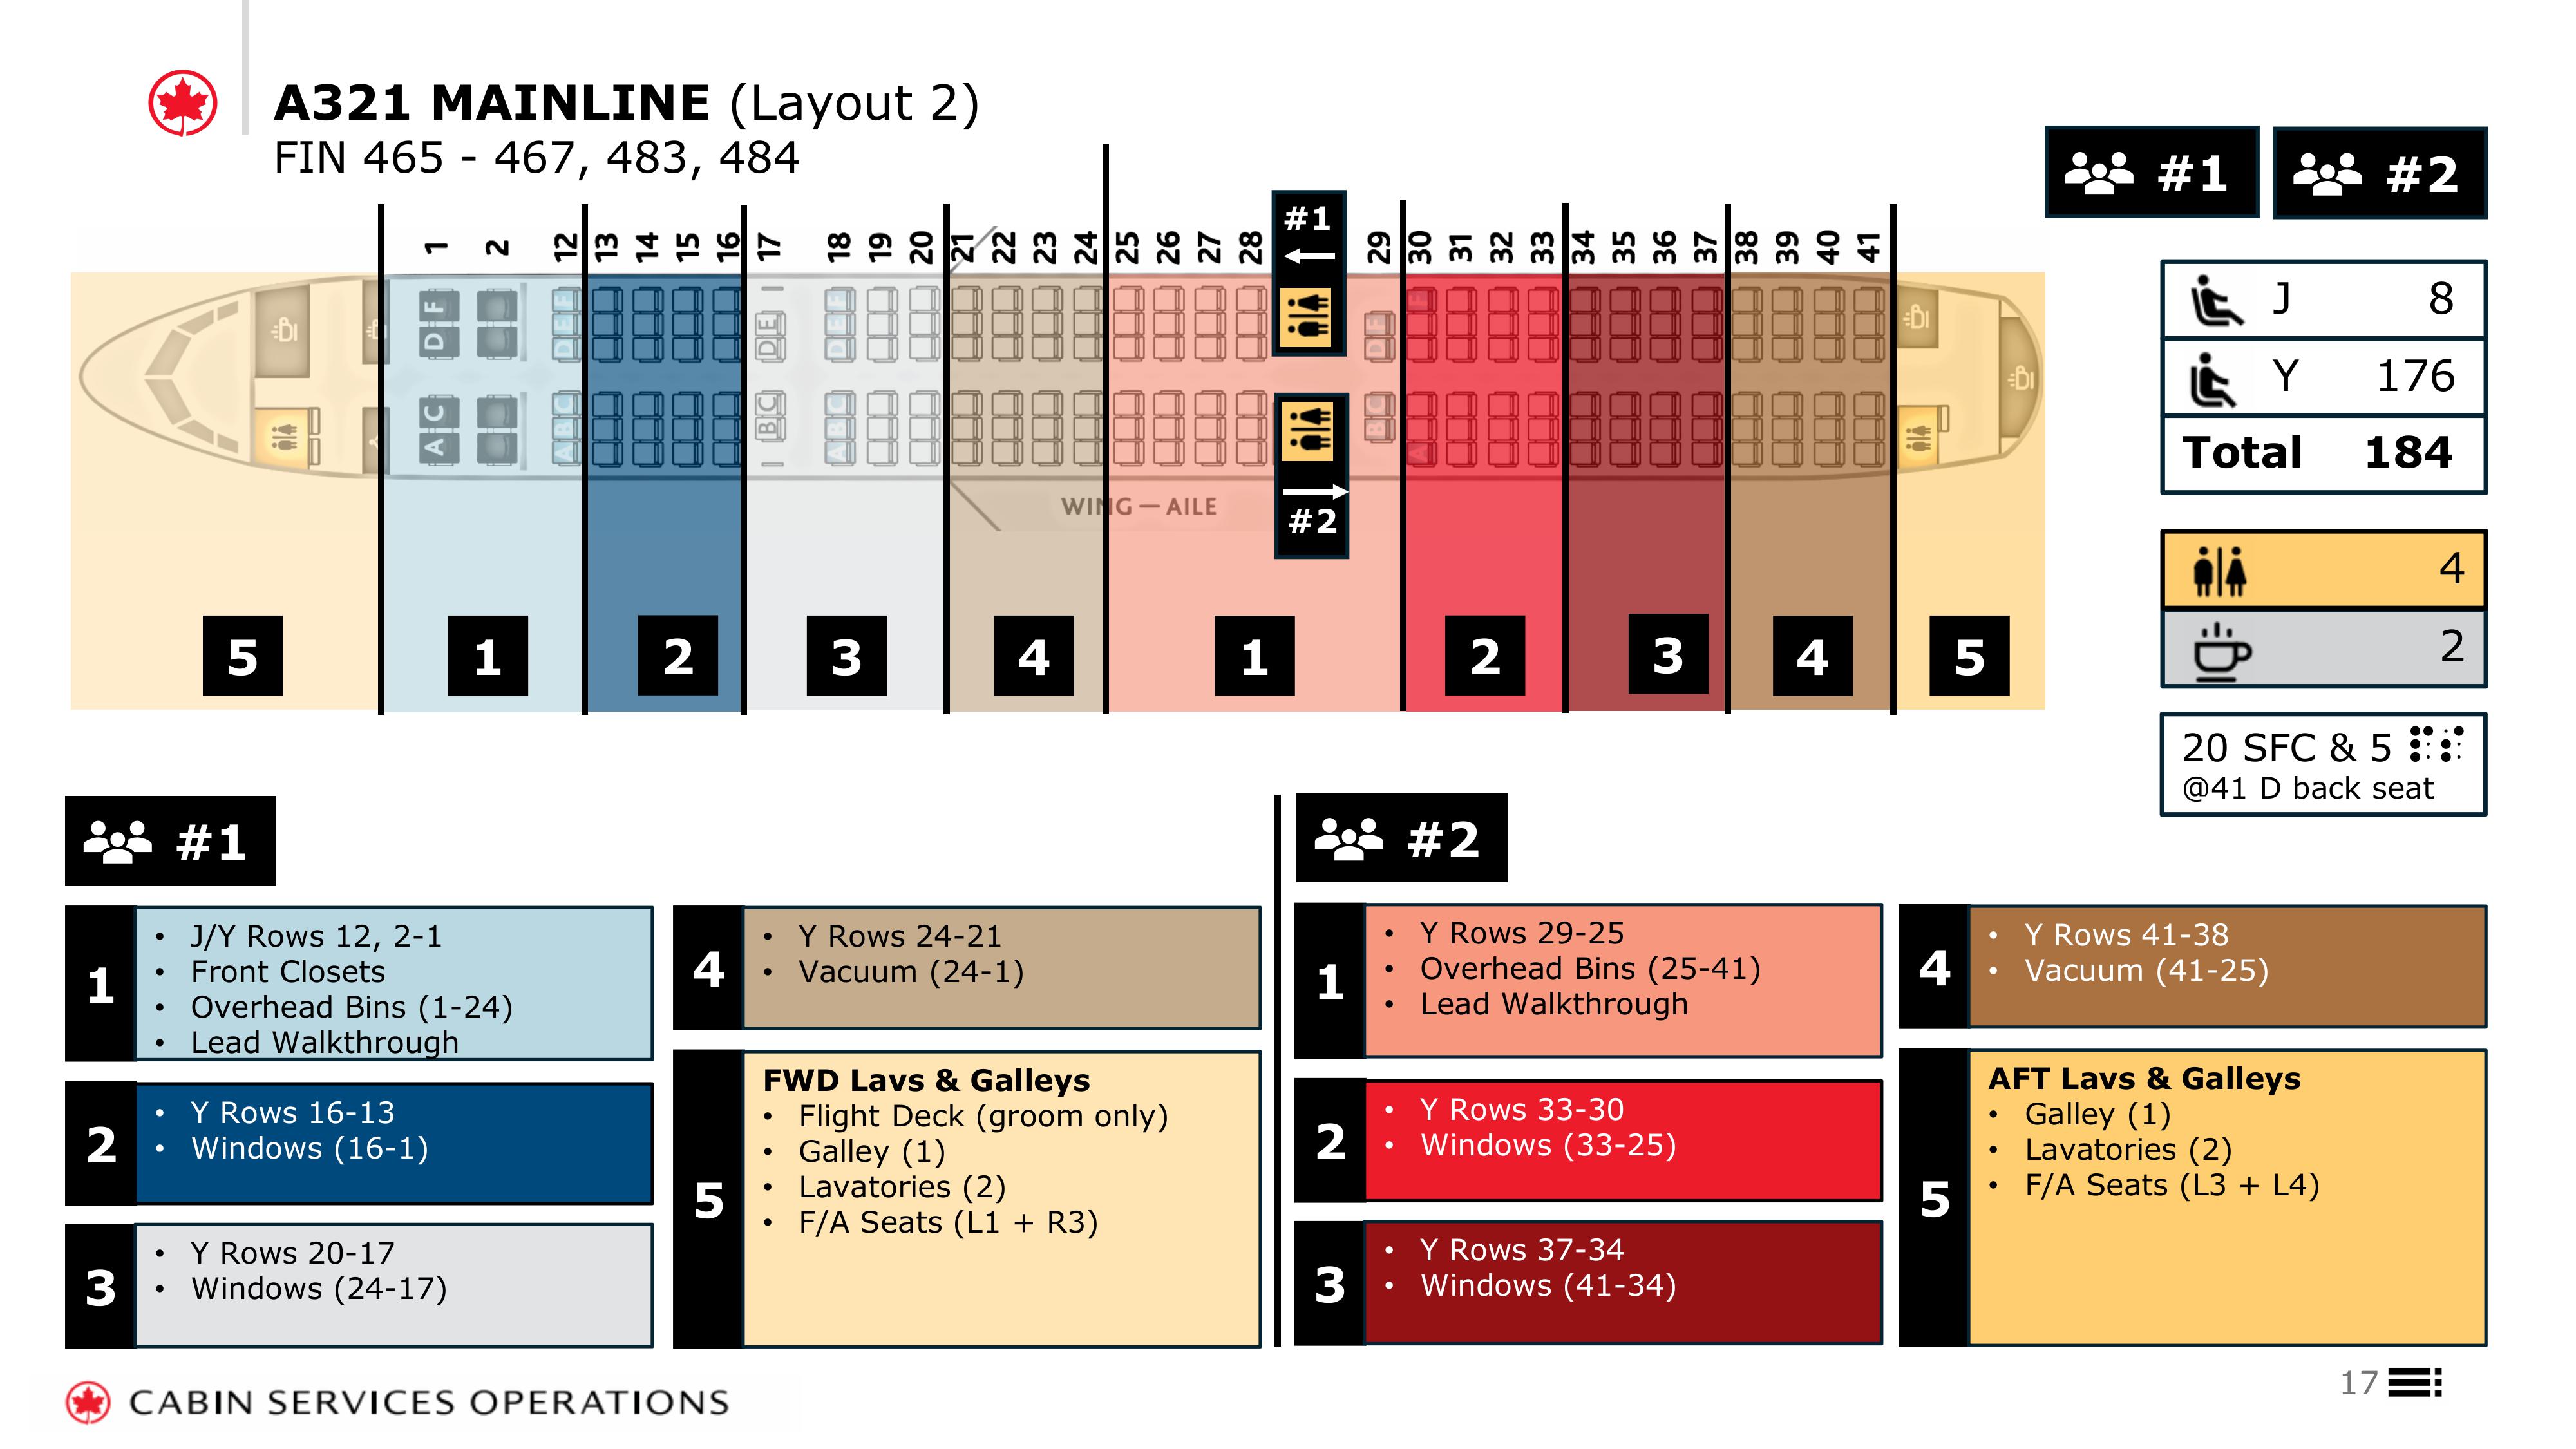 A321 MAINLINE (Layout 2)
FIN 465 - 467, 483, 484
#1 #2
1 2 12 13 14 15 16 17 18 19 20 21 22 23 24 25 26 27 28 29 30 31 32 33 34 35 36 37 38 39 40 41
#1
D F
D E F
D E
D E F
D E F
F
A C
A B C
B C
A B C
B C
A
WING — AILE
#2
5 1 2 3 4 1 2 3 4 5
J 8
Y 176
Total 184
4
2
20 SFC & 5
@41 D back seat
#1
1
• J/Y Rows 12, 2-1
• Front Closets
• Overhead Bins (1-24)
• Lead Walkthrough
2
• Y Rows 16-13
• Windows (16-1)
3
• Y Rows 20-17
• Windows (24-17)
4
• Y Rows 24-21
• Vacuum (24-1)
5
FWD Lavs & Galleys
• Flight Deck (groom only)
• Galley (1)
• Lavatories (2)
• F/A Seats (L1 + R3)
#2
1
• Y Rows 29-25
• Overhead Bins (25-41)
• Lead Walkthrough
2
• Y Rows 33-30
• Windows (33-25)
3
• Y Rows 37-34
• Windows (41-34)
4
• Y Rows 41-38
• Vacuum (41-25)
5
AFT Lavs & Galleys
• Galley (1)
• Lavatories (2)
• F/A Seats (L3 + L4)
CABIN SERVICES OPERATIONS
17